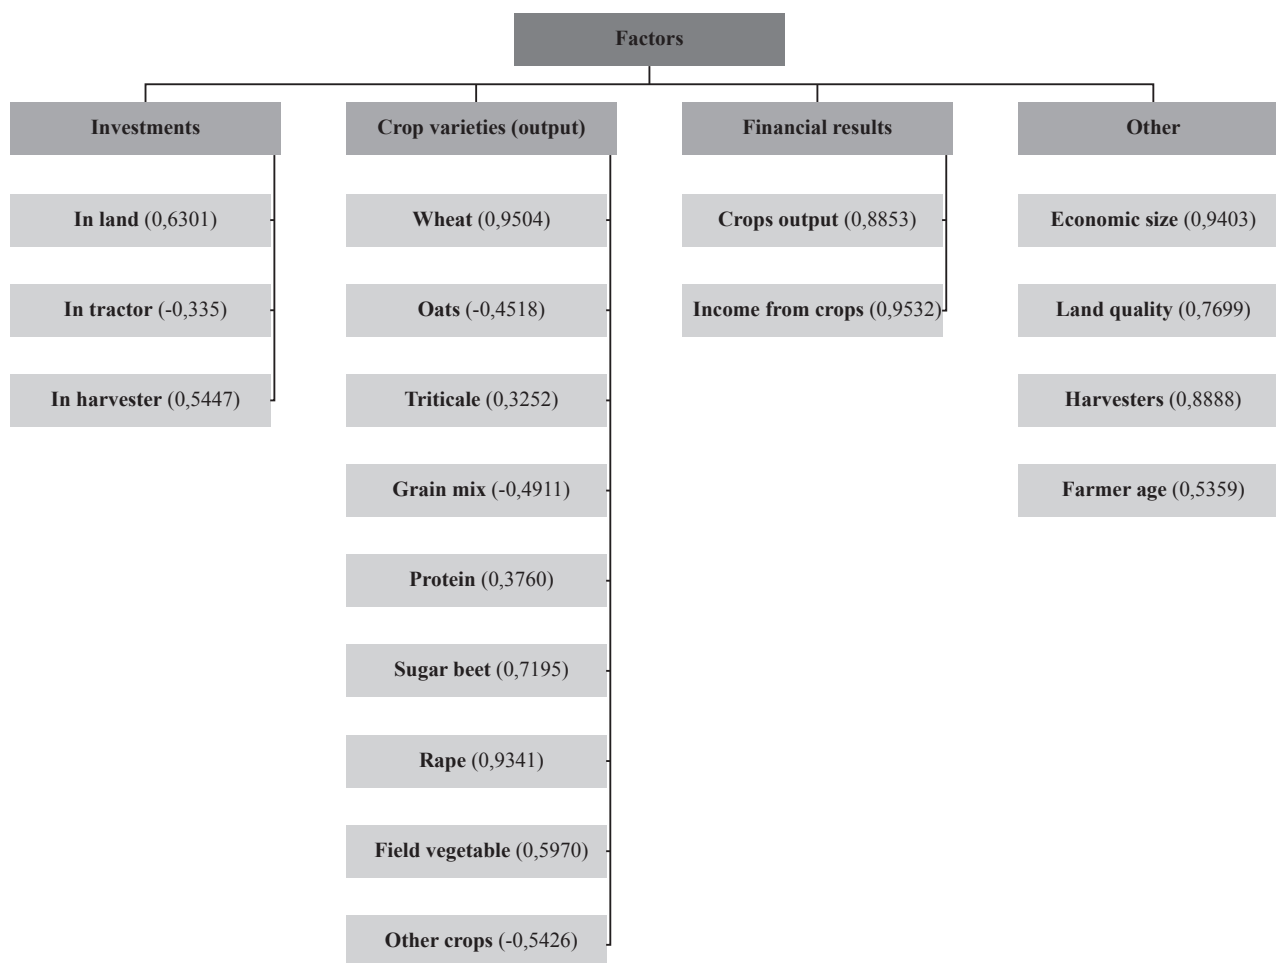 Factors
Investments
In land (0,6301)
In tractor (-0,335)
In harvester (0,5447)
Crop varieties (output)
Wheat (0,9504)
Oats (-0,4518)
Triticale (0,3252)
Grain mix (-0,4911)
Protein (0,3760)
Sugar beet (0,7195)
Rape (0,9341)
Field vegetable (0,5970)
Other crops (-0,5426)
Financial results
Crops output (0,8853)
Income from crops (0,9532)
Other
Economic size (0,9403)
Land quality (0,7699)
Harvesters (0,8888)
Farmer age (0,5359)